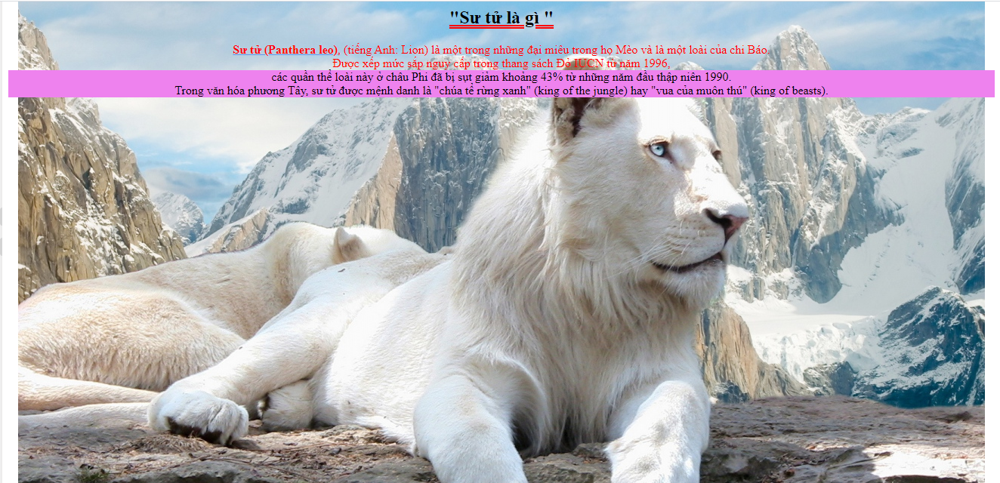 "Sư tử là gì "
Sư tử (Panthera leo), (tiếng Anh: Lion) là một trong những đại miêu trong họ Mèo và là một loài của chi Báo.
Được xếp mức sắp nguy cấp trong thang sách Đỏ IUCN từ năm 1996,
các quần thể loài này ở châu Phi đã bị sụt giảm khoảng 43% từ những năm đầu thập niên 1990.
Trong văn hóa phương Tây, sư tử được mệnh danh là "chúa tể rừng xanh" (king of the jungle) hay "vua của muôn thú" (king of beasts).